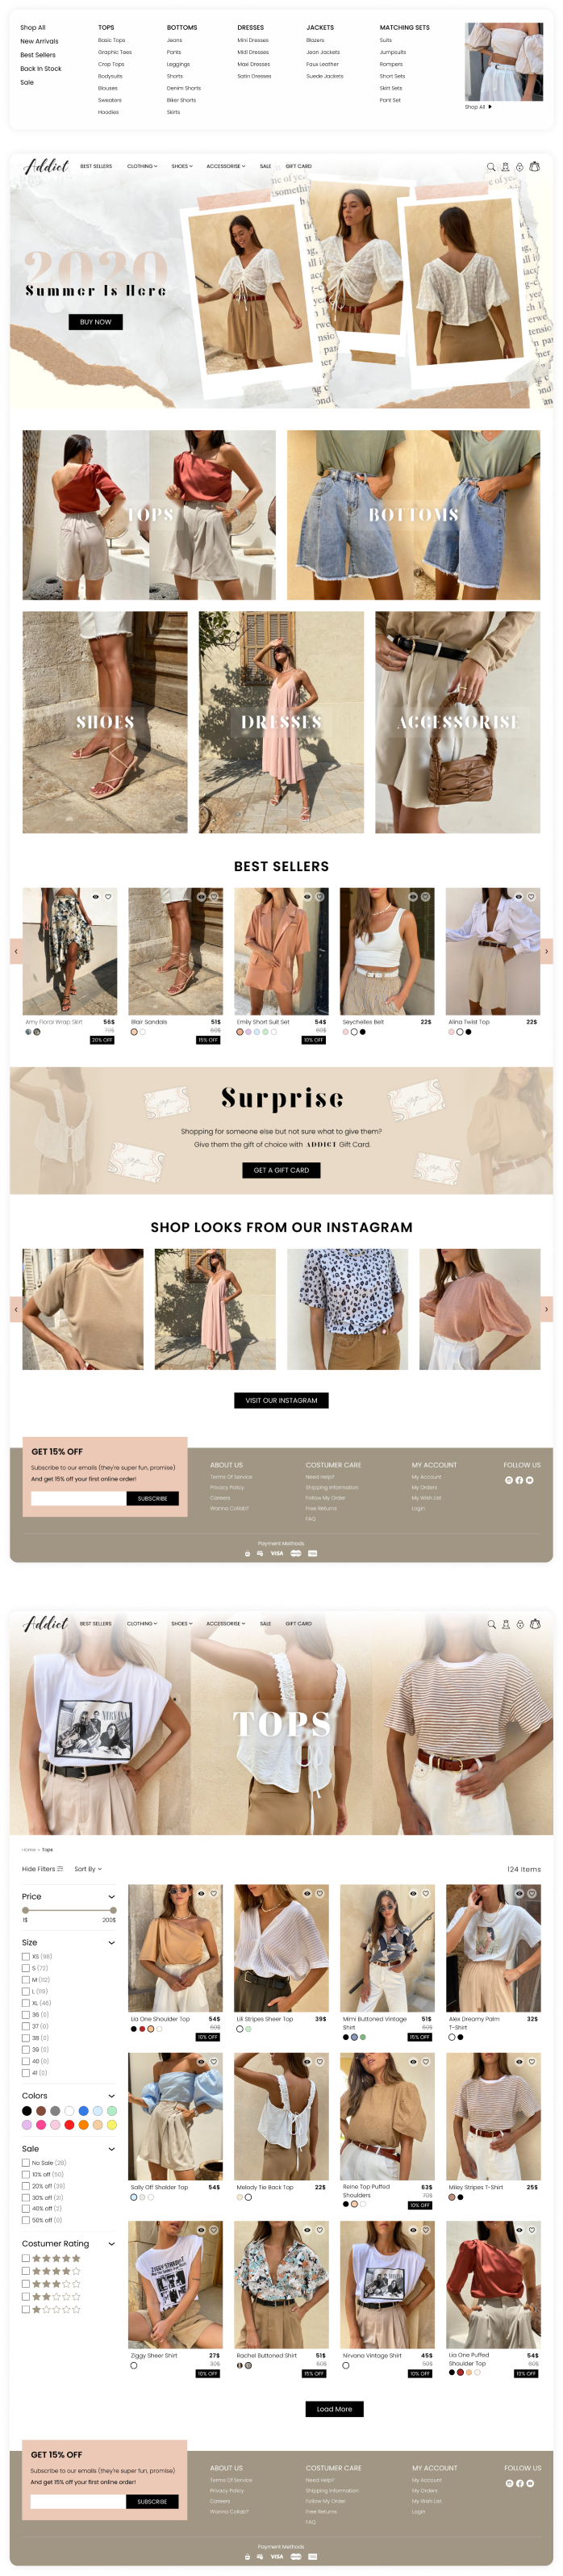 Shop All
New Arrivals
Best Sellers
Back In Stock
Sale
TOPS
Basic Tops
Graphic Tees
Crop Tops
Bodysuits
Blouses
Sweaters
Hoodies
BOTTOMS
Jeans
Pants
Leggings
Shorts
Denim Shorts
Biker Shorts
Skirts
DRESSES
Mini Dresses
Midi Dresses
Maxi Dresses
Satin Dresses
JACKETS
Blazers
Jean Jackets
Faux Leather
Suede Jackets
MATCHING SETS
Suits
Jumpsuits
Rompers
Short Sets
Skirt Sets
Pant Set
Shop All
Addict
BEST SELLERS CLOTHING SHOES ACCESSORISE SALE GIFT CARD
2020
Summer Is Here
BUY NOW
TOPS
BOTTOMS
SHOES
DRESSES
ACCESSORISE
BEST SELLERS
Amy Floral Wrap Skirt 56$
70$
20% OFF
Blair Sandals 51$
60$
15% OFF
Emily Short Suit Set 54$
60$
10% OFF
Seychelles Belt 22$
Alina Twist Top 22$
Surprise
Shopping for someone else but not sure what to give them?
Give them the gift of choice with ADDICT Gift Card.
GET A GIFT CARD
SHOP LOOKS FROM OUR INSTAGRAM
VISIT OUR INSTAGRAM
GET 15% OFF
Subscribe to our emails (they're super fun, promise)
And get 15% off your first online order!
SUBSCRIBE
ABOUT US
Terms Of Service
Privacy Policy
Careers
Wanna Collab?
COSTUMER CARE
Need Help?
Shipping Information
Follow My Order
Free Returns
FAQ
MY ACCOUNT
My Account
My Orders
My Wish List
Login
FOLLOW US
Payment Methods
VISA
Addict
BEST SELLERS CLOTHING SHOES ACCESSORISE SALE GIFT CARD
NIRVANA
TOPS
Home > Tops
Hide Filters Sort By 124 Items
Price
1$ 200$
Size
XS (98)
S (72)
M (112)
L (119)
XL (46)
36 (0)
37 (0)
38 (0)
39 (0)
40 (0)
41 (0)
Colors
Sale
No Sale (39)
10% off (50)
20% off (39)
30% off (21)
40% off (2)
50% off (0)
Costumer Rating
Lia One Shoulder Top 54$
60$
10% OFF
Lili Stripes Sheer Top 39$
Mimi Buttoned Vintage Shirt 51$
60$
15% OFF
Alex Dreamy Palm T-Shirt 32$
Sally Off Sholder Top 54$
Melody Tie Back Top 22$
Reine Top Puffed Shoulders 63$
70$
10% OFF
Miley Stripes T-Shirt 25$
Ziggy Sheer Shirt 27$
30$
10% OFF
Rachel Buttoned Shirt 51$
60$
15% OFF
Nirvana Vintage Shirt 45$
50$
10% OFF
Lia One Puffed Shoulder Top 54$
60$
10% OFF
Load More
GET 15% OFF
Subscribe to our emails (they're super fun, promise)
And get 15% off your first online order!
SUBSCRIBE
ABOUT US
Terms Of Service
Privacy Policy
Careers
Wanna Collab?
COSTUMER CARE
Need Help?
Shipping Information
Follow My Order
Free Returns
FAQ
MY ACCOUNT
My Account
My Orders
My Wish List
Login
FOLLOW US
Payment Methods
VISA